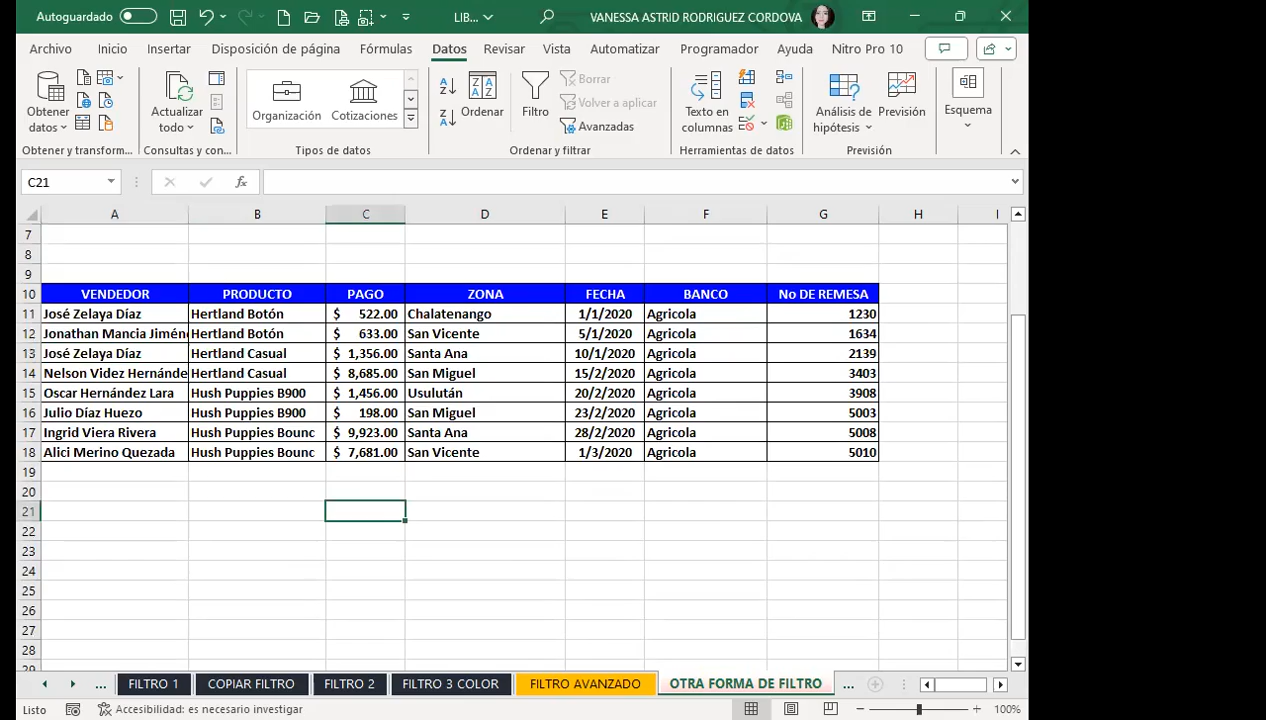 Autoguardado LIB... VANESSA ASTRID RODRIGUEZ CORDOVA
Archivo Inicio Insertar Disposición de página Fórmulas Datos Revisar Vista Automatizar Programador Ayuda Nitro Pro 10
Obtener datos
Actualizar todo
Organización Cotizaciones
Ordenar
Filtro
Borrar
Volver a aplicar
Avanzadas
Texto en columnas
Análisis de hipótesis
Previsión
Esquema
Obtener y transform... Consultas y con... Tipos de datos Ordenar y filtrar Herramientas de datos Previsión
C21 fx
A B C D E F G H I
7
8
9
10 VENDEDOR PRODUCTO PAGO ZONA FECHA BANCO No DE REMESA
11 José Zelaya Díaz Hertland Botón $ 522.00 Chalatenango 1/1/2020 Agricola 1230
12 Jonathan Mancia Jimén Hertland Botón $ 633.00 San Vicente 5/1/2020 Agricola 1634
13 José Zelaya Díaz Hertland Casual $ 1,356.00 Santa Ana 10/1/2020 Agricola 2139
14 Nelson Videz Hernánde Hertland Casual $ 8,685.00 San Miguel 15/2/2020 Agricola 3403
15 Oscar Hernández Lara Hush Puppies B900 $ 1,456.00 Usulután 20/2/2020 Agricola 3908
16 Julio Díaz Huezo Hush Puppies B900 $ 198.00 San Miguel 23/2/2020 Agricola 5003
17 Ingrid Viera Rivera Hush Puppies Bounc $ 9,923.00 Santa Ana 28/2/2020 Agricola 5008
18 Alici Merino Quezada Hush Puppies Bounc $ 7,681.00 San Vicente 1/3/2020 Agricola 5010
19
20
21
22
23
24
25
26
27
28
29
... FILTRO 1 COPIAR FILTRO FILTRO 2 FILTRO 3 COLOR FILTRO AVANZADO OTRA FORMA DE FILTRO ...
Listo Accesibilidad: es necesario investigar 100%